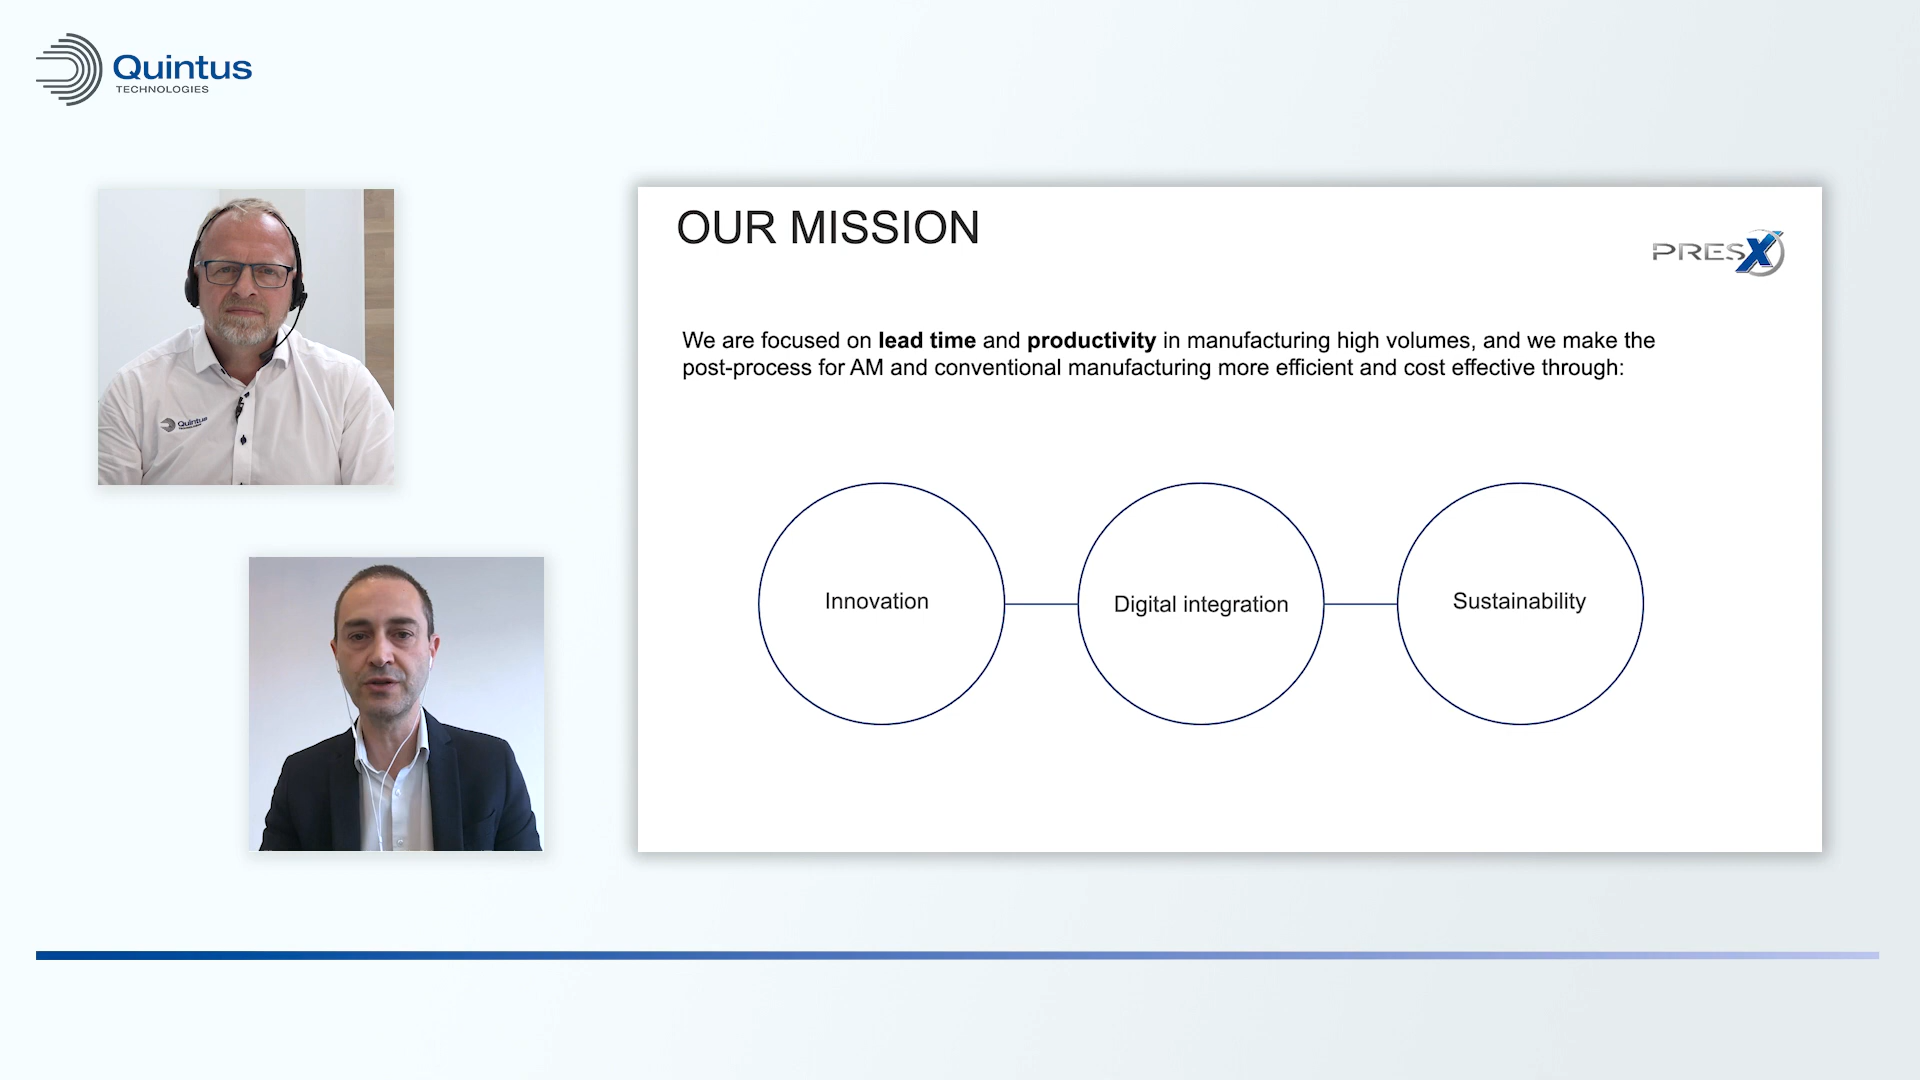 Quintus
TECHNOLOGIES
Quintus
OUR MISSION
PRESX
We are focused on lead time and productivity in manufacturing high volumes, and we make the
post-process for AM and conventional manufacturing more efficient and cost effective through:
Innovation
Digital integration
Sustainability